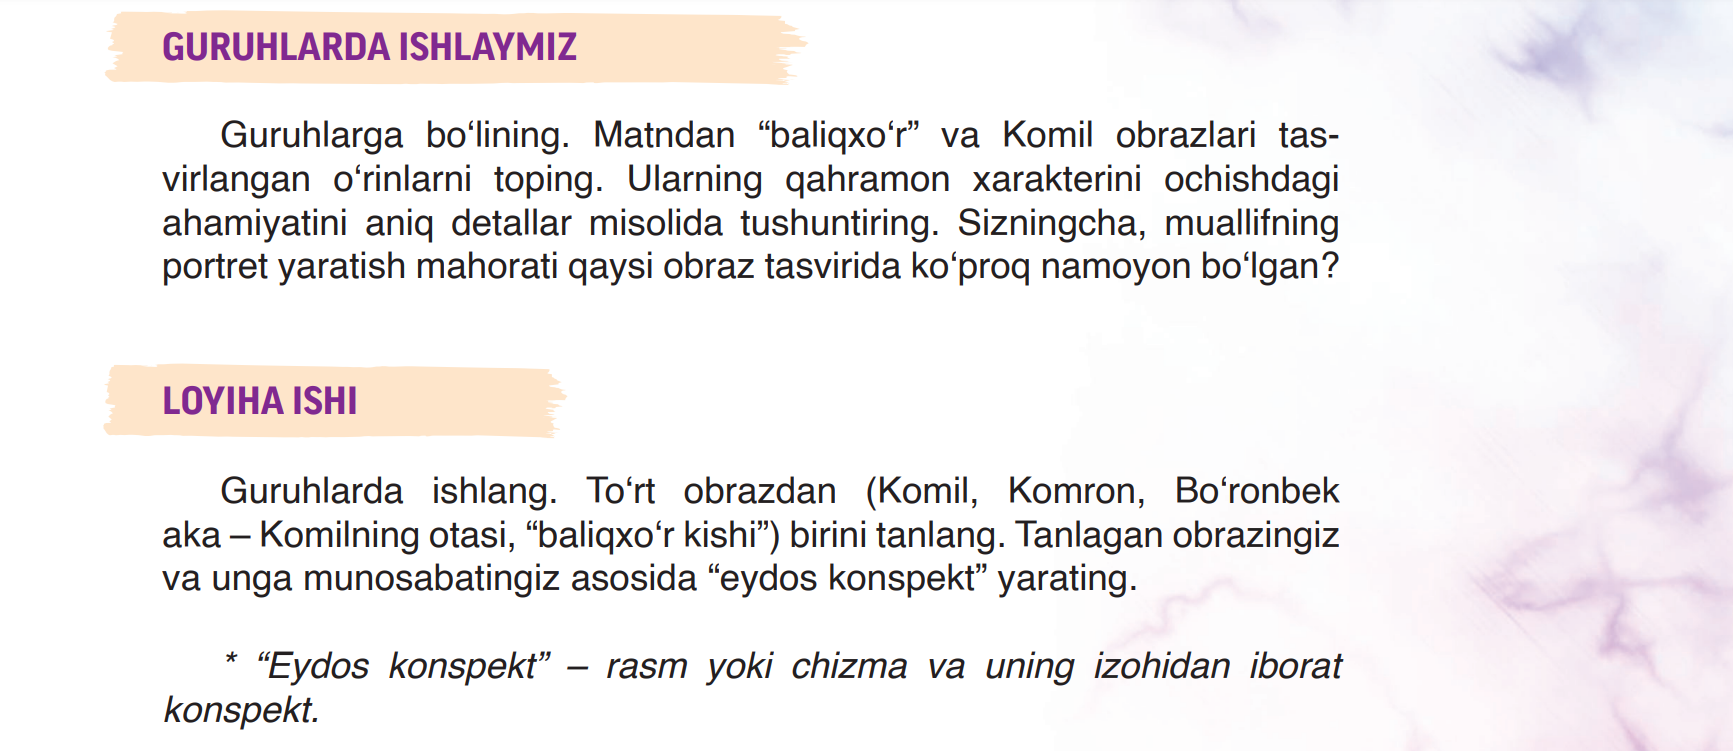 GURUHLARDA ISHLAYMIZ
Guruhlarga bo‘lining. Matndan “baliqxo‘r” va Komil obrazlari tas-
virlangan o‘rinlarni toping. Ularning qahramon xarakterini ochishdagi
ahamiyatini aniq detallar misolida tushuntiring. Sizningcha, muallifning
portret yaratish mahorati qaysi obraz tasvirida ko‘proq namoyon bo‘lgan?
LOYIHA ISHI
Guruhlarda ishlang. To‘rt obrazdan (Komil, Komron, Bo‘ronbek
aka – Komilning otasi, “baliqxo‘r kishi”) birini tanlang. Tanlagan obrazingiz
va unga munosabatingiz asosida “eydos konspekt” yarating.
* “Eydos konspekt” – rasm yoki chizma va uning izohidan iborat
konspekt.